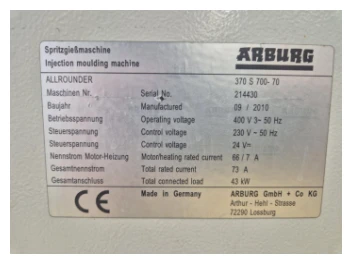 Spritzgießmaschine
Injection moulding machine
ARBURG
ALLROUNDER 370 S 700- 70
Maschinen Nr. Serial No. 214430
Baujahr Manufactured 09 / 2010
Betriebsspannung Operating voltage 400 V 3~ 50 Hz
Steuerspannung Control voltage 230 V ~ 50 Hz
Steuerspannung Control voltage 24 V=
Nennstrom Motor-Heizung Motor/heating rated current 66 / 7 A
Gesamtnennstrom Total rated current 73 A
Gesamtanschluss Total connected load 43 kW
CE Made in Germany ARBURG GmbH + Co KG
Arthur - Hehl - Strasse
72290 Lossburg